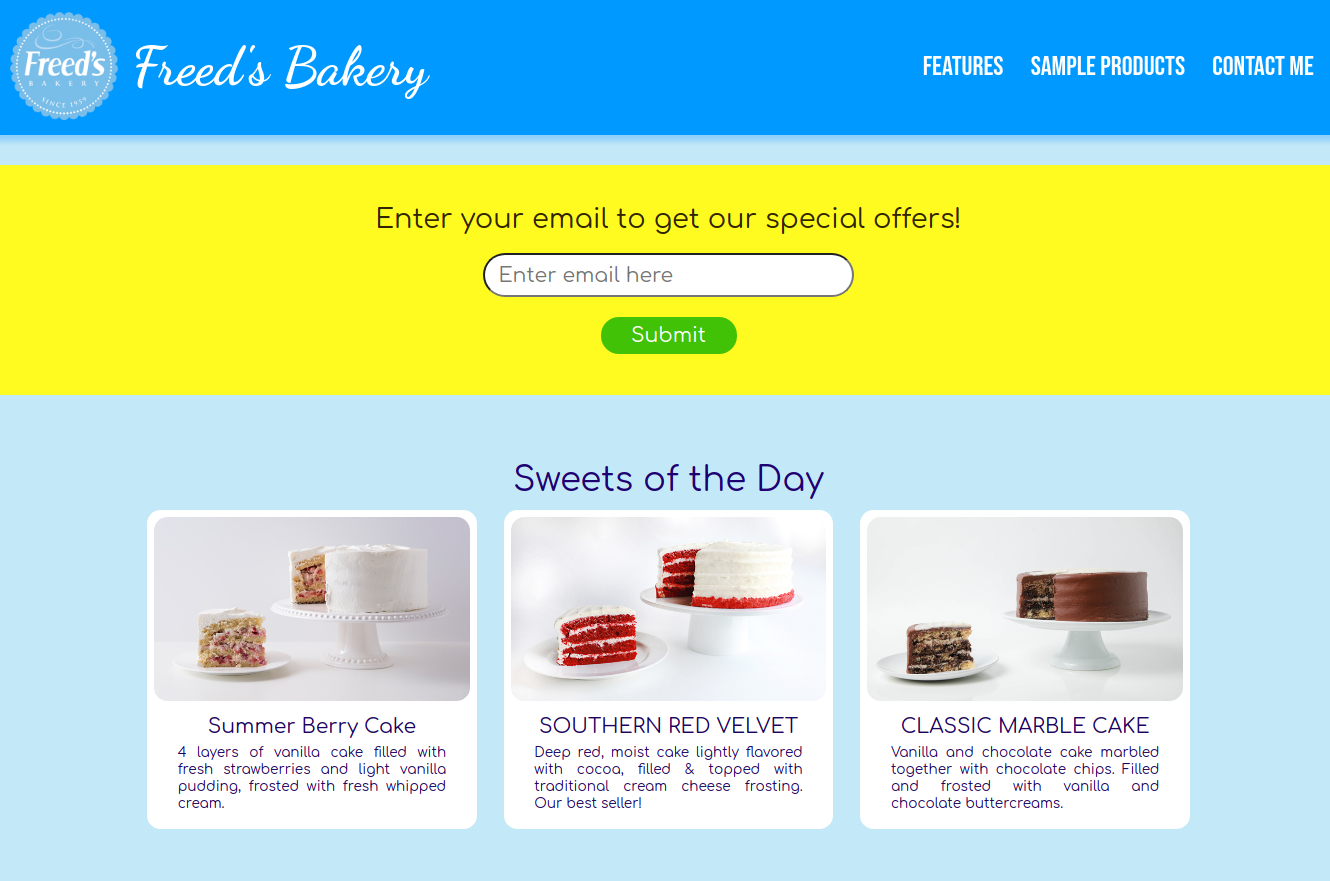 Freed's
BAKERY
SINCE 1959
Freed's Bakery
FEATURES
SAMPLE PRODUCTS
CONTACT ME
Enter your email to get our special offers!
Enter email here
Submit
Sweets of the Day
Summer Berry Cake
4 layers of vanilla cake filled with
fresh strawberries and light vanilla
pudding, frosted with fresh whipped
cream.
SOUTHERN RED VELVET
Deep red, moist cake lightly flavored
with cocoa, filled & topped with
traditional cream cheese frosting.
Our best seller!
CLASSIC MARBLE CAKE
Vanilla and chocolate cake marbled
together with chocolate chips. Filled
and frosted with vanilla and
chocolate buttercreams.